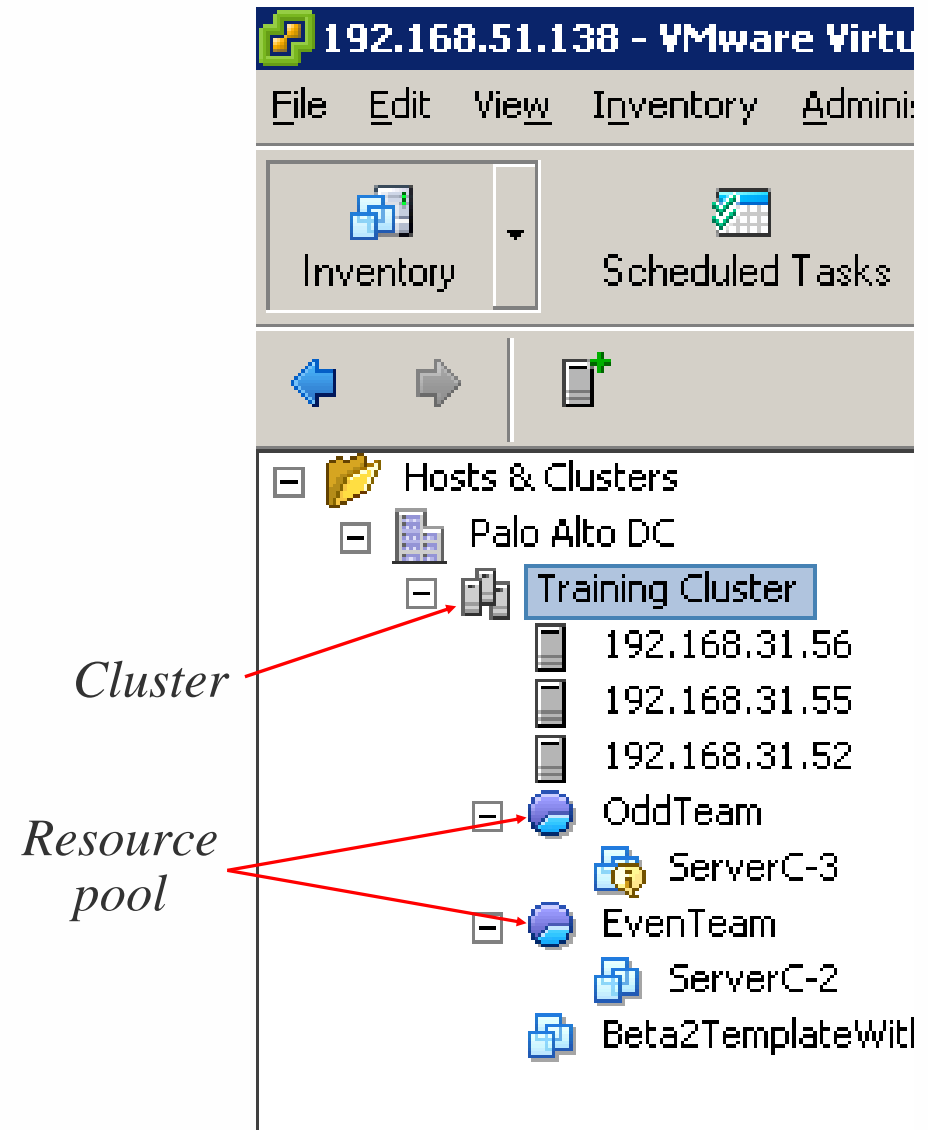 192.168.51.138 - VMware Virtu
File Edit View Inventory Adminis
Inventory Scheduled Tasks
Hosts & Clusters
Palo Alto DC
Training Cluster
192.168.31.56
Cluster
192.168.31.55
192.168.31.52
OddTeam
Resource
pool
ServerC-3
EvenTeam
ServerC-2
Beta2TemplateWith